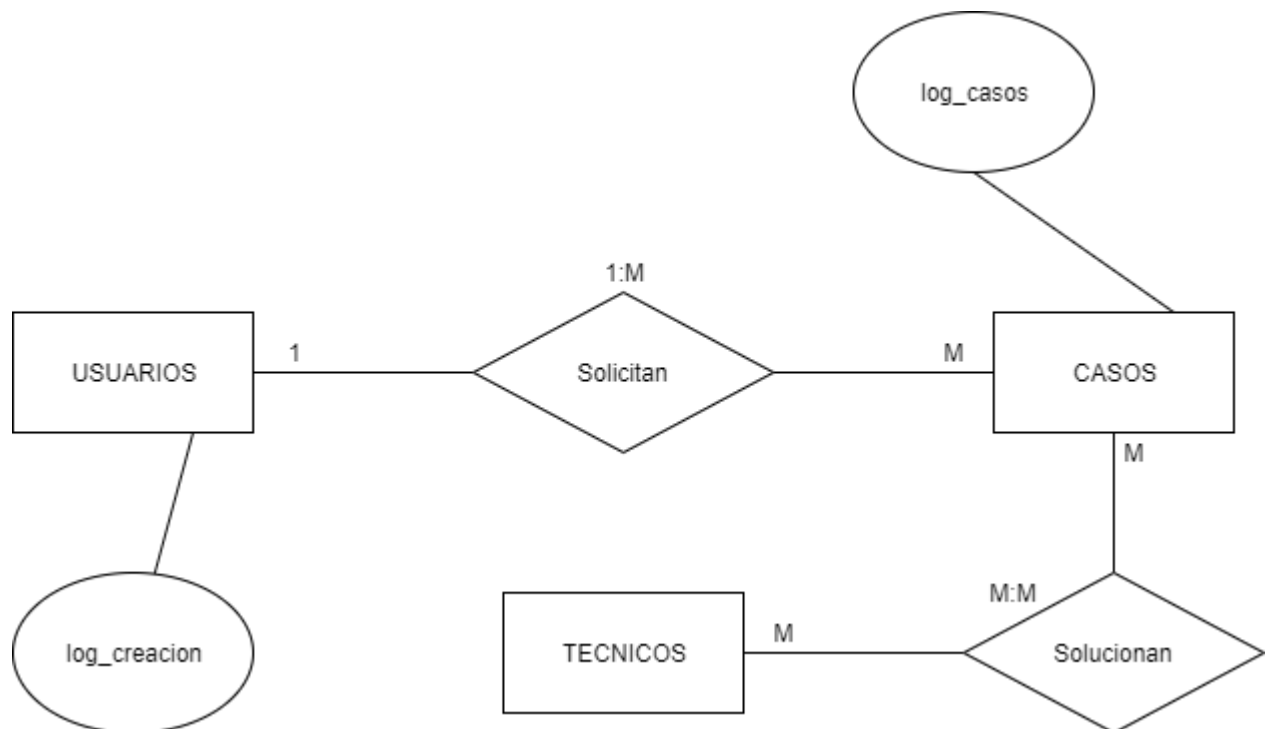 log_casos
1:M
USUARIOS
1
Solicitan
M
CASOS
M
M:M
TECNICOS
M
Solucionan
log_creacion